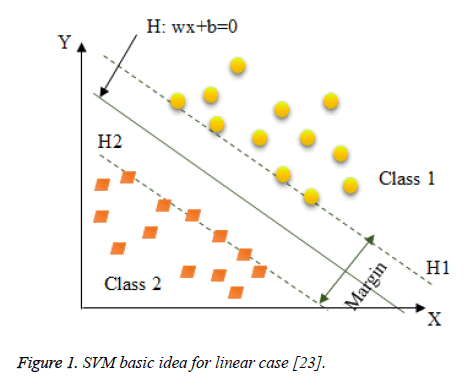 Y
H: wx+b=0
H2
Class 1
Class 2
Margin
H1
X
Figure 1. SVM basic idea for linear case [23].